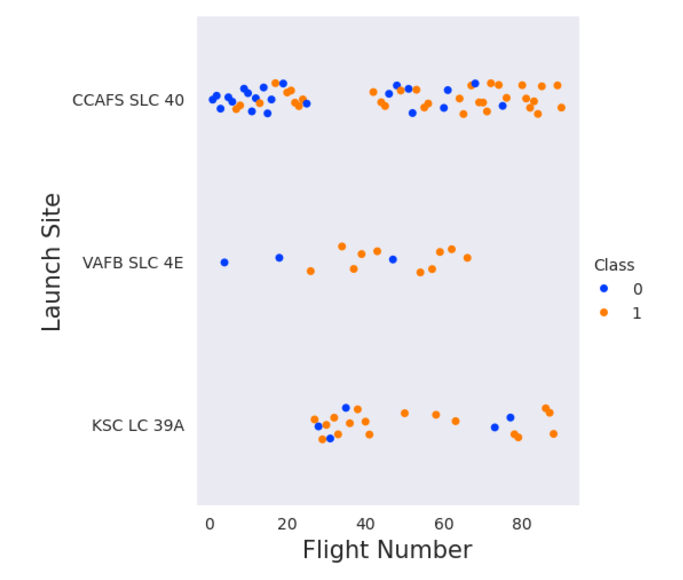 CCAFS SLC 40
VAFB SLC 4E
KSC LC 39A
Launch Site
0 20 40 60 80
Flight Number
Class
0
1